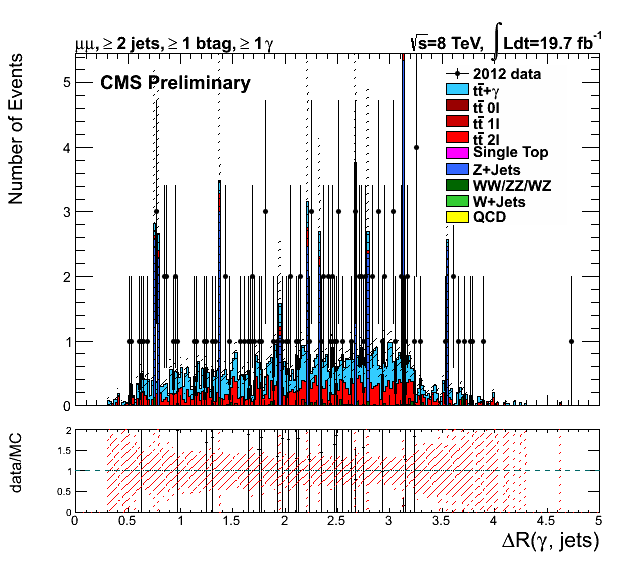 μμ, ≥ 2 jets, ≥ 1 btag, ≥ 1 γ
√s=8 TeV, ∫ Ldt=19.7 fb⁻¹
CMS Preliminary
2012 data
tt̄+γ
tt̄ 0l
tt̄ 1l
tt̄ 2l
Single Top
Z+Jets
WW/ZZ/WZ
W+Jets
QCD
Number of Events
5
4
3
2
1
0
data/MC
2
1.5
1
0.5
0
0 0.5 1 1.5 2 2.5 3 3.5 4 4.5 5
ΔR(γ, jets)